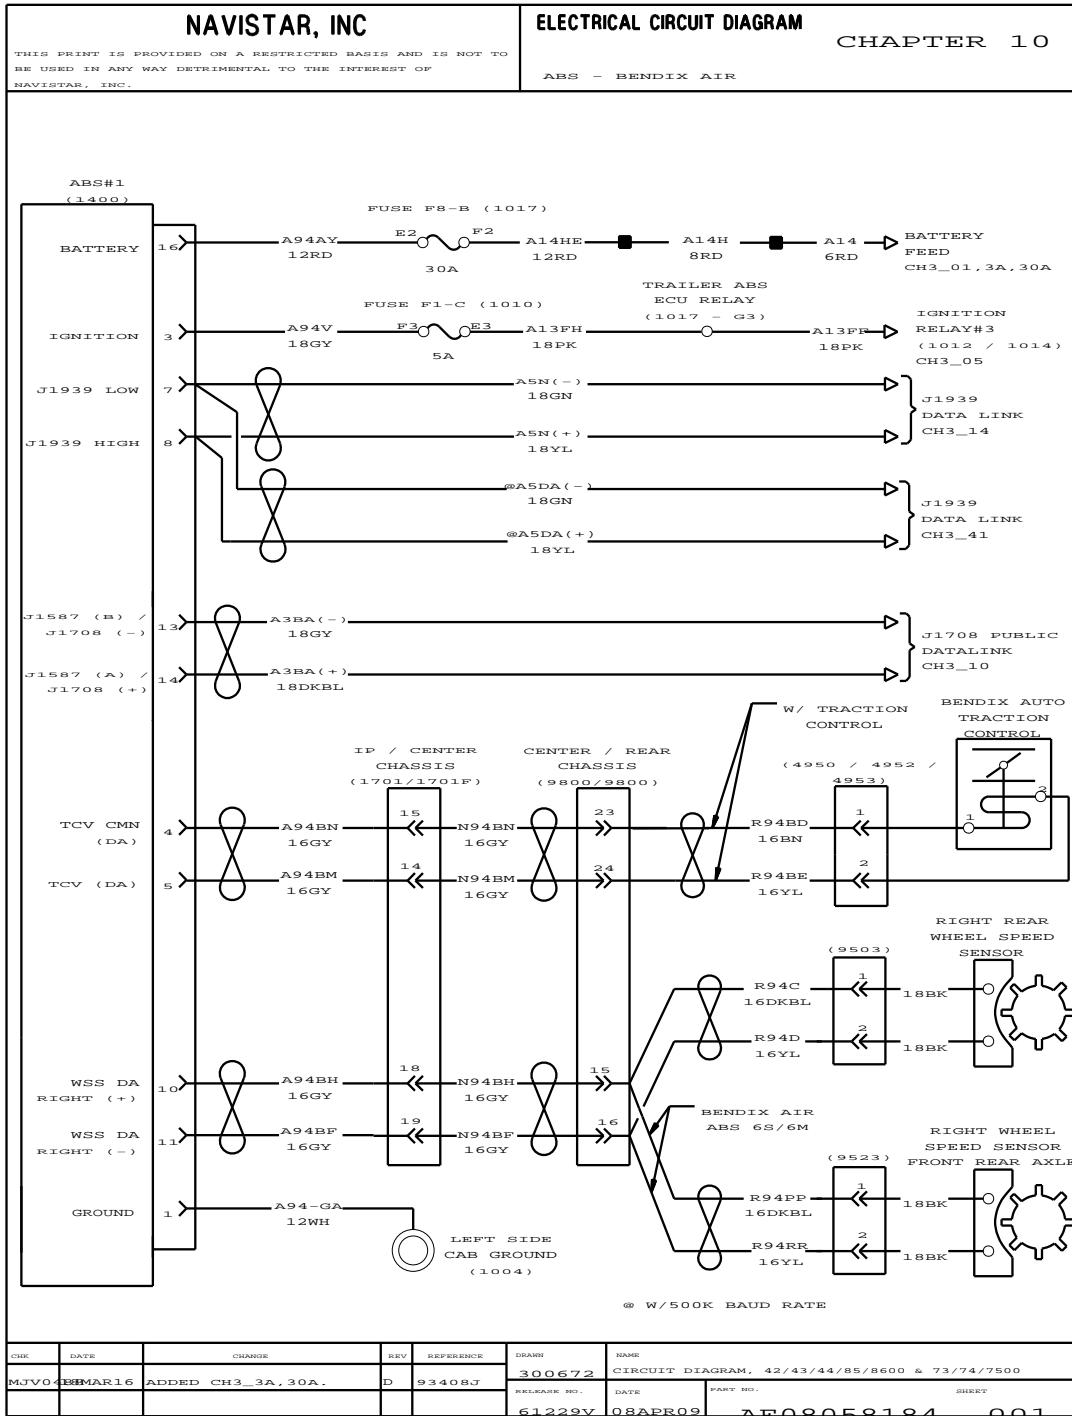 NAVISTAR, INC
THIS PRINT IS PROVIDED ON A RESTRICTED BASIS AND IS NOT TO
BE USED IN ANY WAY DETRIMENTAL TO THE INTEREST OF
NAVISTAR, INC.
ELECTRICAL CIRCUIT DIAGRAM
CHAPTER 10
ABS - BENDIX AIR
ABS#1
(1400)
FUSE F8-B (1017)
BATTERY 16 A94AY E2 F2 A14HE A14H A14 BATTERY
12RD 12RD 8RD 6RD FEED
30A CH3_01,3A,30A
TRAILER ABS
ECU RELAY
(1017 - G3)
FUSE F1-C (1010)
IGNITION 3 A94V F3 E3 A13FH A13FF IGNITION
18GY 18PK 18PK RELAY#3
5A (1012 / 1014)
CH3_05
J1939 LOW 7 A5N(-)
18GN
J1939 HIGH 8 A5N(+)
18YL
J1939
DATA LINK
CH3_14
@A5DA(-)
18GN
@A5DA(+)
18YL
J1939
DATA LINK
CH3_41
J1587 (B) /
J1708 (-) 13 A3BA(-)
18GY
J1587 (A) /
J1708 (+) 14 A3BA(+)
18DKBL
J1708 PUBLIC
DATALINK
CH3_10
W/ TRACTION
CONTROL
BENDIX AUTO
TRACTION
CONTROL
IP / CENTER
CHASSIS
(1701/1701F)
CENTER / REAR
CHASSIS
(9800/9800)
(4950 / 4952 /
4953)
TCV CMN
(DA) 4 A94BN 15 N94BN 23 R94BD 1 1 2
16GY 16GY 16BN
TCV (DA) 5 A94BM 14 N94BM 24 R94BE 2
16GY 16GY 16YL
RIGHT REAR
WHEEL SPEED
SENSOR
(9503)
R94C 1 18BK
16DKBL
R94D 2 18BK
16YL
WSS DA
RIGHT (+) 10 A94BH 18 N94BH 15
16GY 16GY
WSS DA
RIGHT (-) 11 A94BF 19 N94BF 16
16GY 16GY
BENDIX AIR
ABS 6S/6M
RIGHT WHEEL
SPEED SENSOR
FRONT REAR AXLE
(9523)
R94PP 1 18BK
16DKBL
R94RR 2 18BK
16YL
GROUND 1 A94-GA
12WH
LEFT SIDE
CAB GROUND
(1004)
@ W/500K BAUD RATE
CHK DATE CHANGE REV REFERENCE DRAWN NAME
ADDED CH3_3A,30A. D 93408J 300672 CIRCUIT DIAGRAM, 42/43/44/85/8600 & 73/74/7500
RELEASE NO. DATE PART NO. SHEET
61229V 08APR09 AE08058184 001